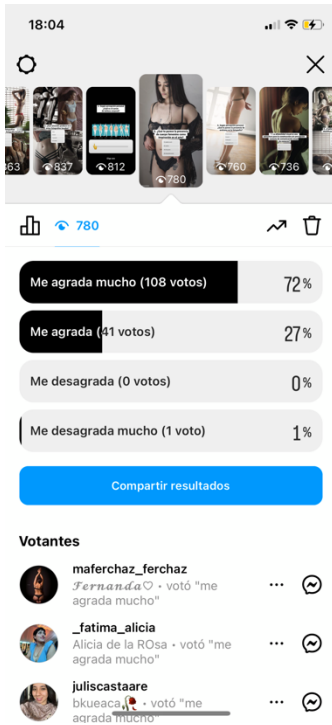 18:04
363
837
812
780
760
736
780
Me agrada mucho (108 votos) 72%
Me agrada (41 votos) 27%
Me desagrada (0 votos) 0%
Me desagrada mucho (1 voto) 1%
Compartir resultados
Votantes
maferchaz_ferchaz
𝓕𝓮𝓻𝓷𝓪𝓷𝓭𝓪♡ • votó "me
agrada mucho"
_fatima_alicia
Alicia de la ROsa • votó "me
agrada mucho"
juliscastaare
bkueaca • votó "me
agrada mucho"